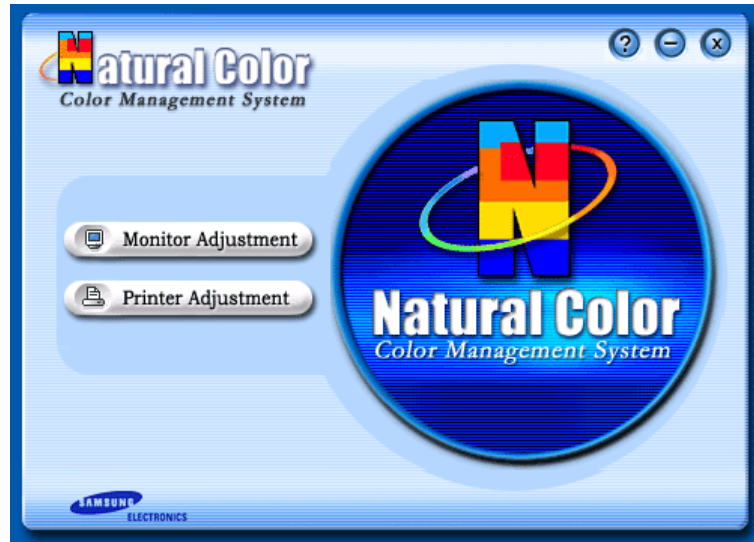 Natural Color
Color Management System
? – x
Monitor Adjustment
Printer Adjustment
N
Natural Color
Color Management System
SAMSUNG
ELECTRONICS